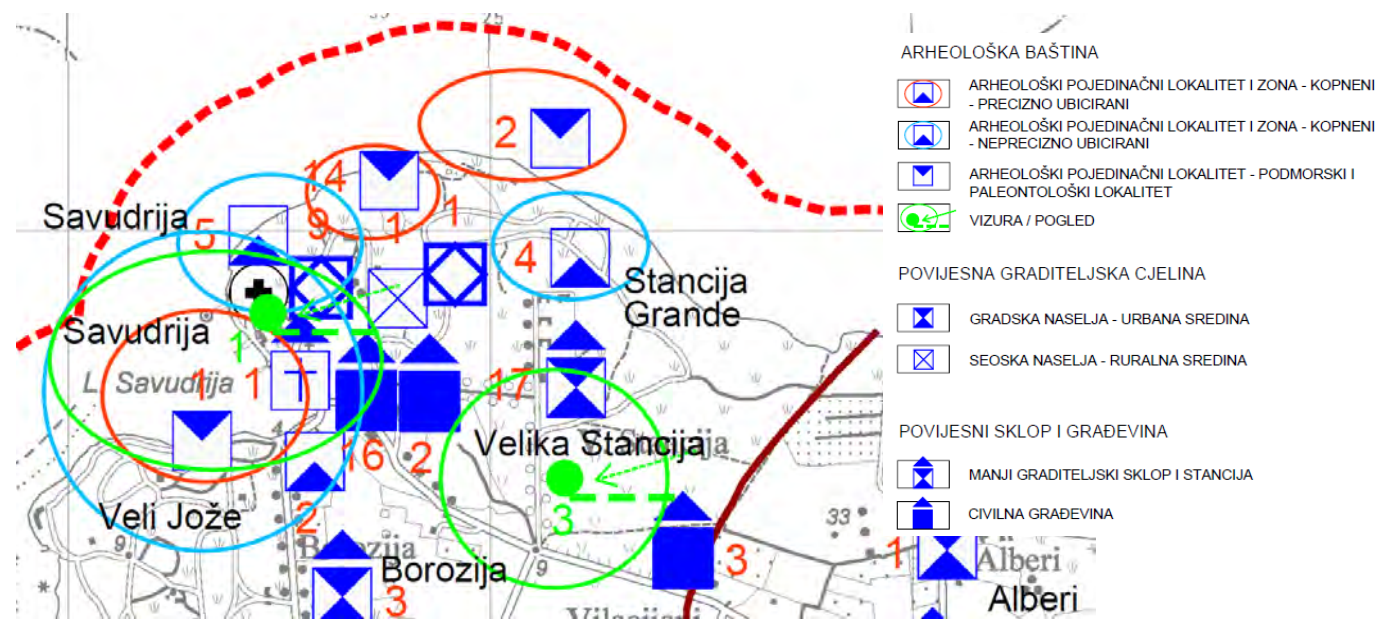 25
ARHEOLOŠKA BAŠTINA
ARHEOLOŠKI POJEDINAČNI LOKALITET I ZONA - KOPNENI
- PRECIZNO UBICIRANI
ARHEOLOŠKI POJEDINAČNI LOKALITET I ZONA - KOPNENI
- NEPRECIZNO UBICIRANI
ARHEOLOŠKI POJEDINAČNI LOKALITET - PODMORSKI I
PALEONTOLOŠKI LOKALITET
VIZURA / POGLED
POVIJESNA GRADITELJSKA CJELINA
GRADSKA NASELJA - URBANA SREDINA
SEOSKA NASELJA - RURALNA SREDINA
POVIJESNI SKLOP I GRAĐEVINA
MANJI GRADITELJSKI SKLOP I STANCIJA
CIVILNA GRAĐEVINA
2
14
1
1
Savudrija
5
9
4
Stancija
Grande
Savudrija
1
L. Savudrija
1
1
17
4
16
2
Velika Stancija
Veli Jože
2
3
33
9
Borozija
Borozija
9
3
3
1
Alberi
Alberi